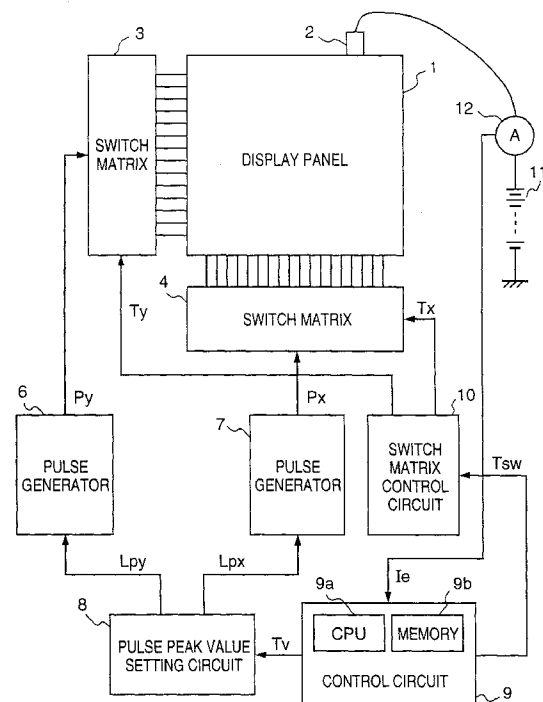 3
2
1
12
A
11
SWITCH
MATRIX
DISPLAY PANEL
4
Ty
SWITCH MATRIX
Tx
6
Py
Px
7
10
PULSE
GENERATOR
PULSE
GENERATOR
SWITCH
MATRIX
CONTROL
CIRCUIT
Tsw
Lpy
Lpx
Ie
9a
9b
8
CPU
MEMORY
PULSE PEAK VALUE
SETTING CIRCUIT
Tv
CONTROL CIRCUIT
9